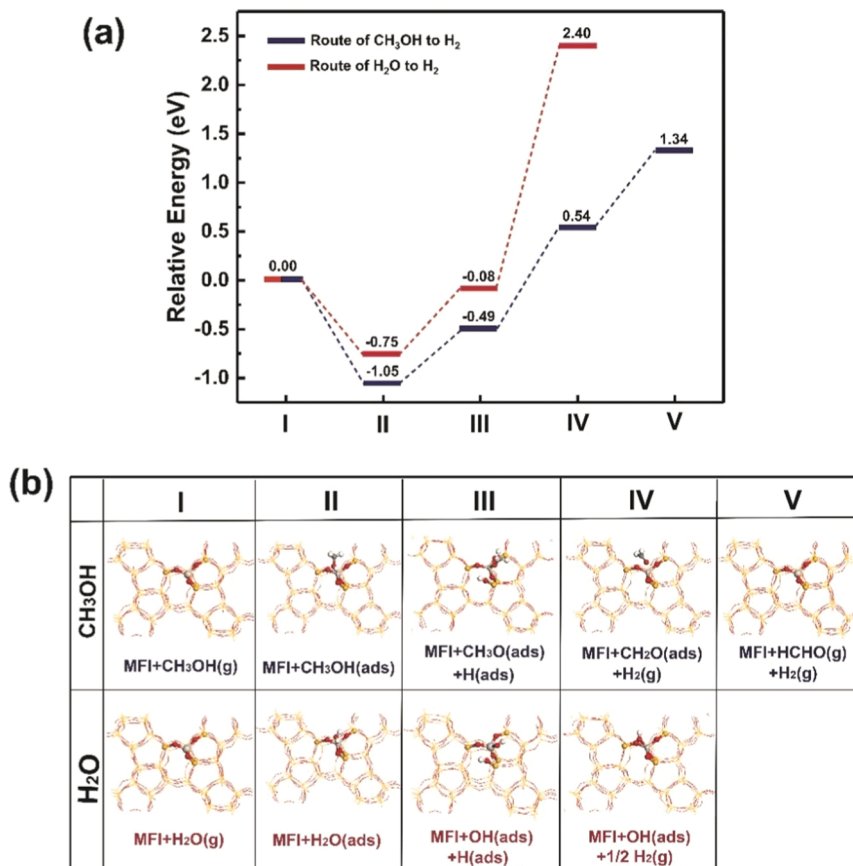 (a)
Relative Energy (eV)
2.5
2.0
1.5
1.0
0.5
0.0
-0.5
-1.0
Route of CH₃OH to H₂
Route of H₂O to H₂
2.40
1.34
0.54
0.00
-0.08
-0.49
-0.75
-1.05
I II III IV V
(b)
I II III IV V
CH₃OH
MFI+CH₃OH(g)
MFI+CH₃OH(ads)
MFI+CH₃O(ads)
+H(ads)
MFI+CH₂O(ads)
+H₂(g)
MFI+HCHO(g)
+H₂(g)
H₂O
MFI+H₂O(g)
MFI+H₂O(ads)
MFI+OH(ads)
+H(ads)
MFI+OH(ads)
+1/2 H₂(g)